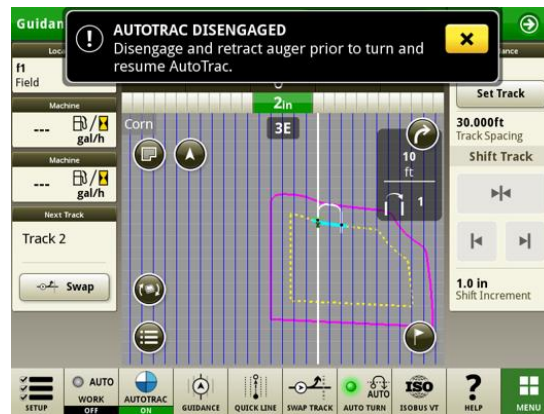 Guidan
AUTOTRAC DISENGAGED
Disengage and retract auger prior to turn and
resume AutoTrac.
Loca
f1
Field
Machine
---
/
gal/h
Machine
---
/
gal/h
Next Track
Track 2
Swap
2in
Corn
3E
10
ft
1
ance
Set Track
30.000ft
Track Spacing
Shift Track
1.0 in
Shift Increment
SETUP
AUTO
WORK
OFF
AUTOTRAC
ON
GUIDANCE
QUICK LINE
SWAP TRACK
AUTO
AUTO TURN
ISO
ISOBUS VT
?
HELP
MENU